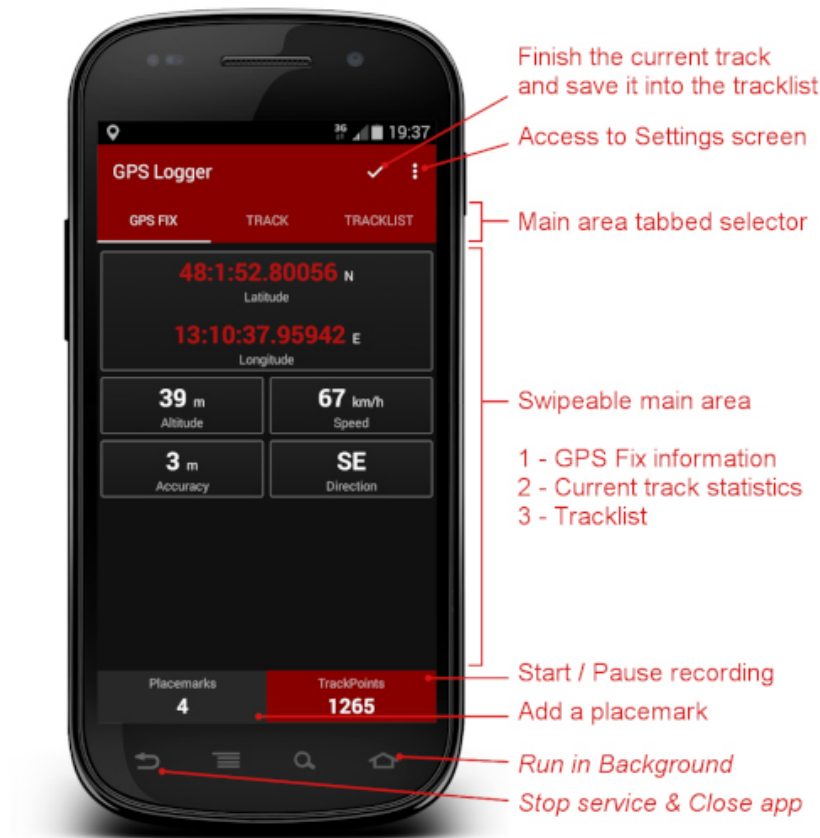 Finish the current track
and save it into the tracklist
3G 19:37
Access to Settings screen
GPS Logger
GPS FIX TRACK TRACKLIST
Main area tabbed selector
48:1:52.80056 N
Latitude
13:10:37.95942 E
Longitude
39 m 67 km/h
Altitude Speed
Swipeable main area
3 m SE
Accuracy Direction
1 - GPS Fix information
2 - Current track statistics
3 - Tracklist
Start / Pause recording
Placemarks TrackPoints
4 1265
Add a placemark
Run in Background
Stop service & Close app